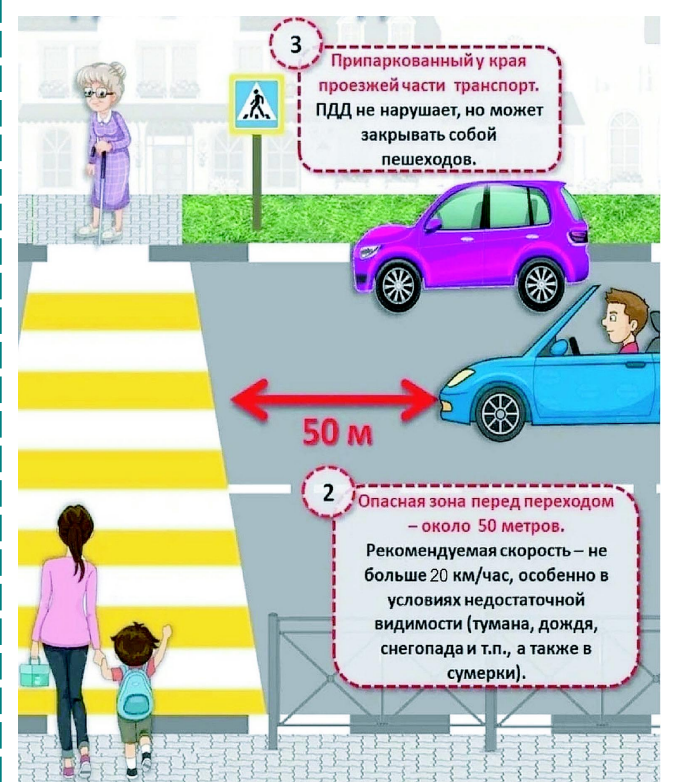 3
Припаркованный у края
проезжей части транспорт.
ПДД не нарушает, но может
закрывать собой
пешеходов.
50 м
2
Опасная зона перед переходом
– около 50 метров.
Рекомендуемая скорость – не
больше 20 км/час, особенно в
условиях недостаточной
видимости (тумана, дождя,
снегопада и т.п., а также в
сумерки).